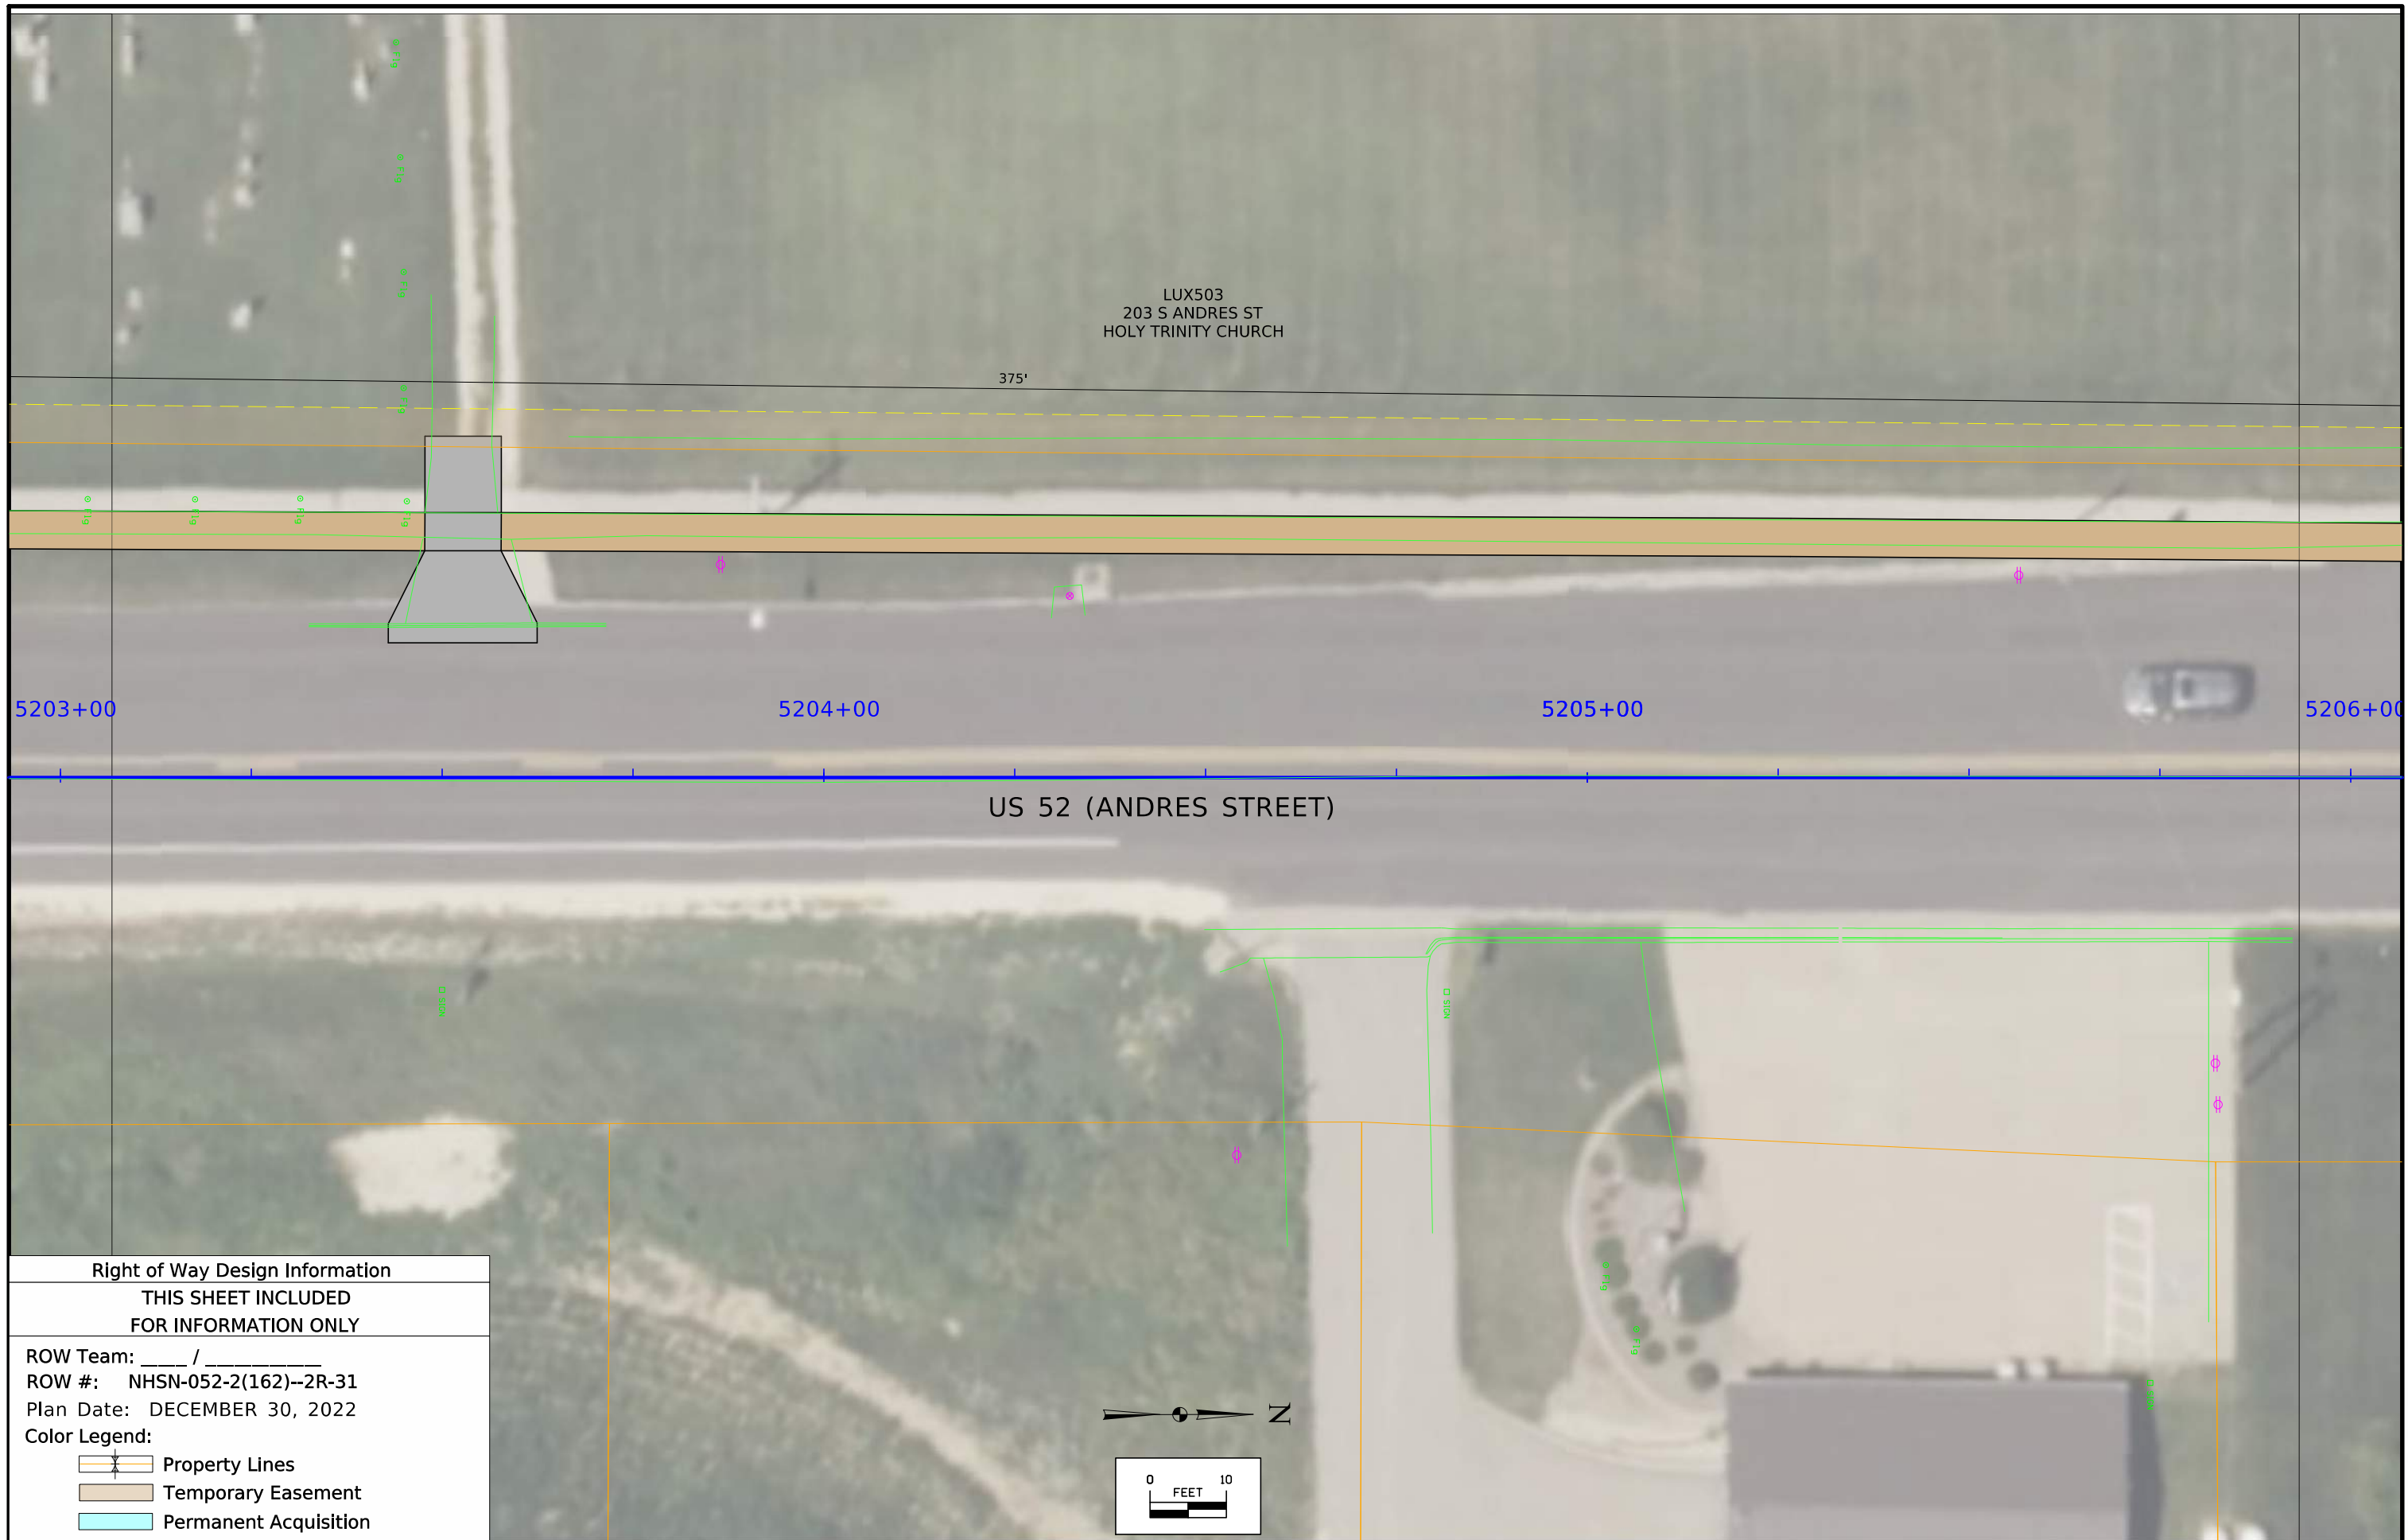 LUX503
203 S ANDRES ST
HOLY TRINITY CHURCH
375'
5203+00
5204+00
5205+00
5206+00
US 52 (ANDRES STREET)
SIGN
Right of Way Design Information
THIS SHEET INCLUDED
FOR INFORMATION ONLY
ROW Team: ____ / __________
ROW #: NHSN-052-2(162)--2R-31
Plan Date: DECEMBER 30, 2022
Color Legend:
Property Lines
Temporary Easement
Permanent Acquisition
N
0 10
FEET